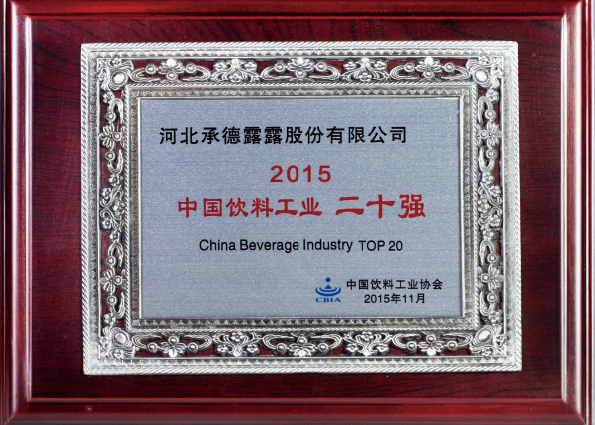 河北承德露露股份有限公司
2015
中国饮料工业 二十强
China Beverage Industry TOP 20
CBIA
中国饮料工业协会
2015年11月